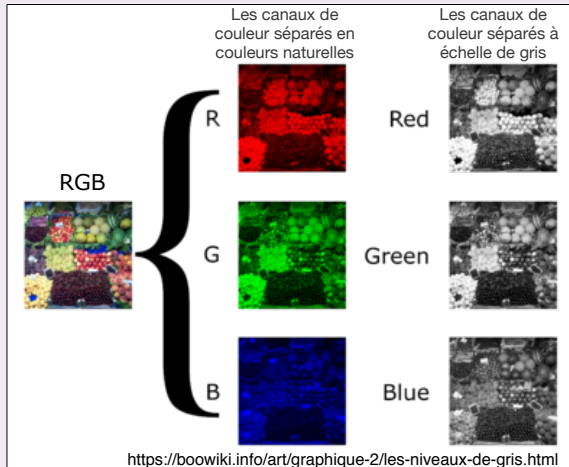 Les canaux de
couleur séparés en
couleurs naturelles
Les canaux de
couleur séparés à
échelle de gris
R
Red
RGB
G
Green
B
Blue
https://boowiki.info/art/graphique-2/les-niveaux-de-gris.html